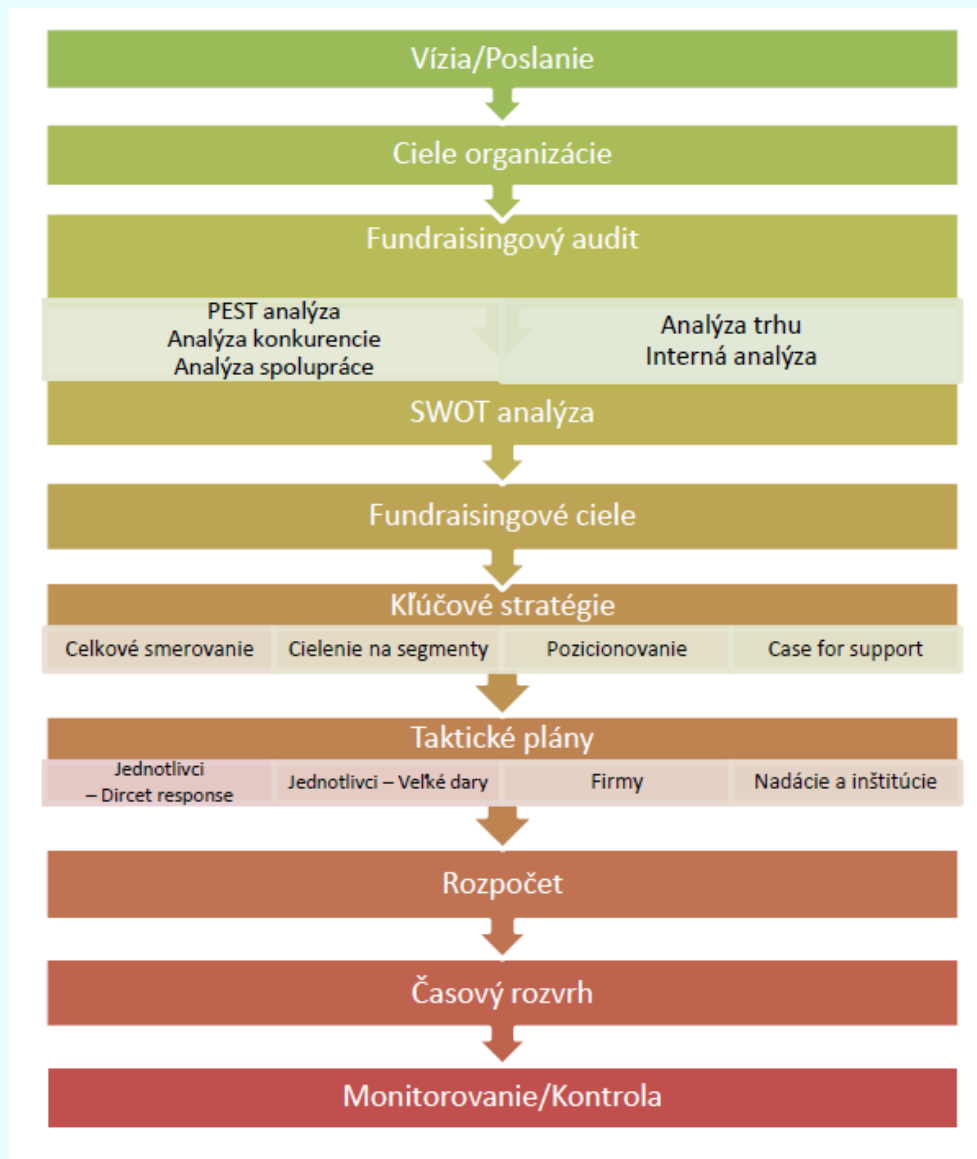 Vízia/Poslanie
Ciele organizácie
Fundraisingový audit
PEST analýza
Analýza konkurencie
Analýza spolupráce
Analýza trhu
Interná analýza
SWOT analýza
Fundraisingové ciele
Kľúčové stratégie
Celkové smerovanie
Cielenie na segmenty
Pozicionovanie
Case for support
Taktické plány
Jednotlivci
– Dircet response
Jednotlivci – Veľké dary
Firmy
Nadácie a inštitúcie
Rozpočet
Časový rozvrh
Monitorovanie/Kontrola